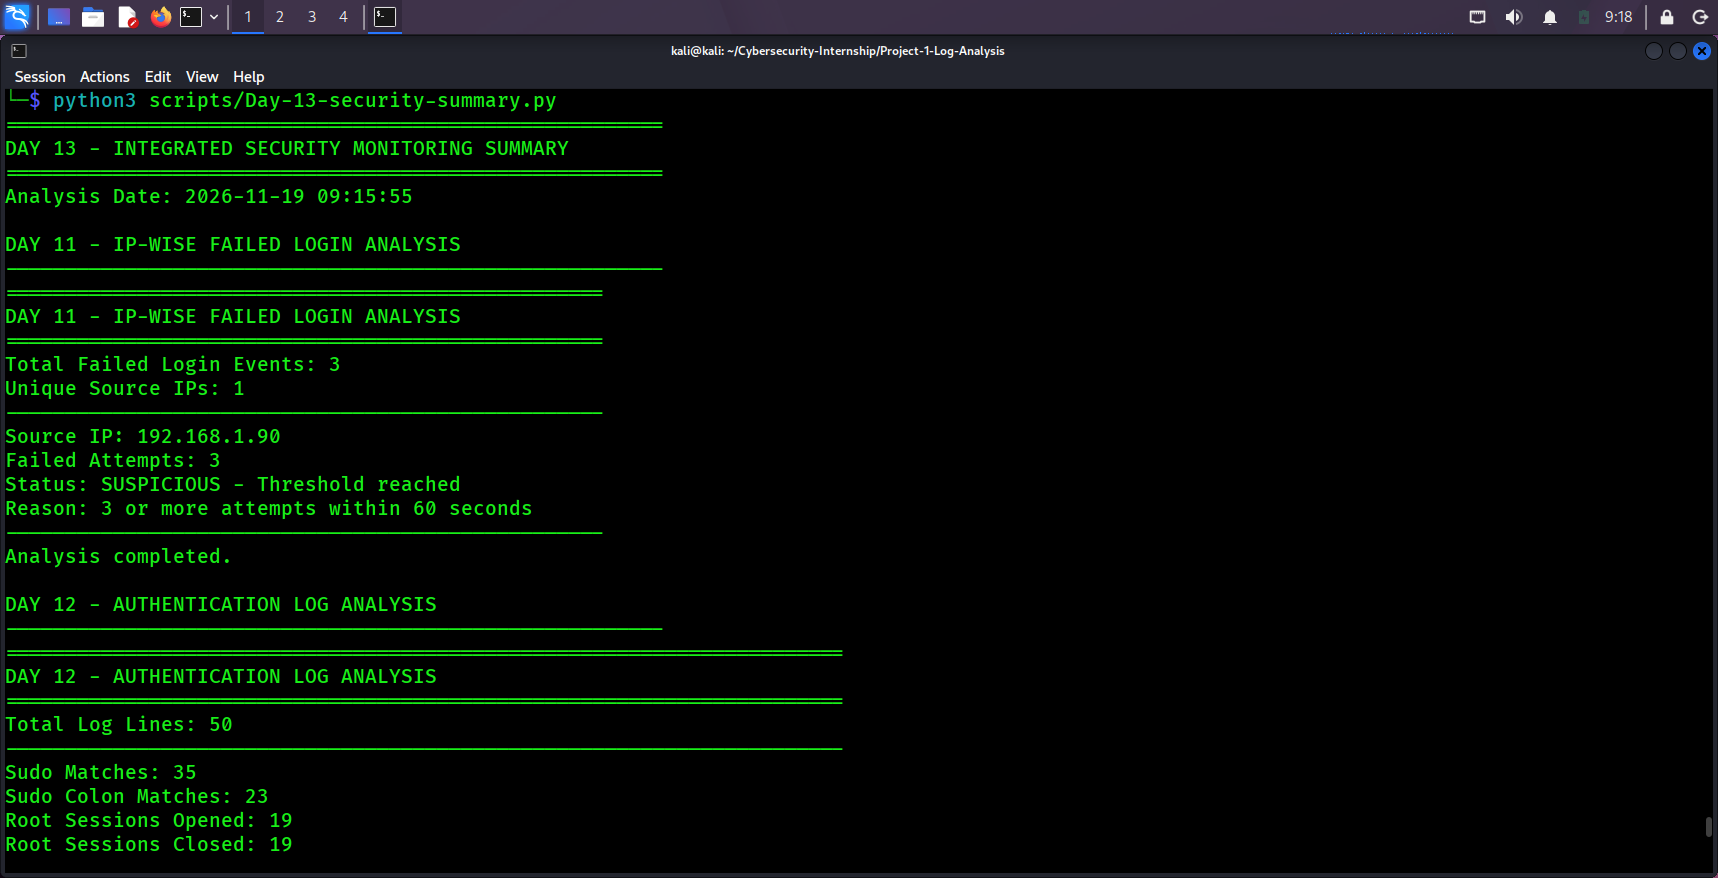 1 2 3 4
9:18
kali@kali: ~/Cybersecurity-Internship/Project-1-Log-Analysis
Session Actions Edit View Help
└─$ python3 scripts/Day-13-security-summary.py
DAY 13 - INTEGRATED SECURITY MONITORING SUMMARY
Analysis Date: 2026-11-19 09:15:55
DAY 11 - IP-WISE FAILED LOGIN ANALYSIS
DAY 11 - IP-WISE FAILED LOGIN ANALYSIS
Total Failed Login Events: 3
Unique Source IPs: 1
Source IP: 192.168.1.90
Failed Attempts: 3
Status: SUSPICIOUS - Threshold reached
Reason: 3 or more attempts within 60 seconds
Analysis completed.
DAY 12 - AUTHENTICATION LOG ANALYSIS
DAY 12 - AUTHENTICATION LOG ANALYSIS
Total Log Lines: 50
Sudo Matches: 35
Sudo Colon Matches: 23
Root Sessions Opened: 19
Root Sessions Closed: 19